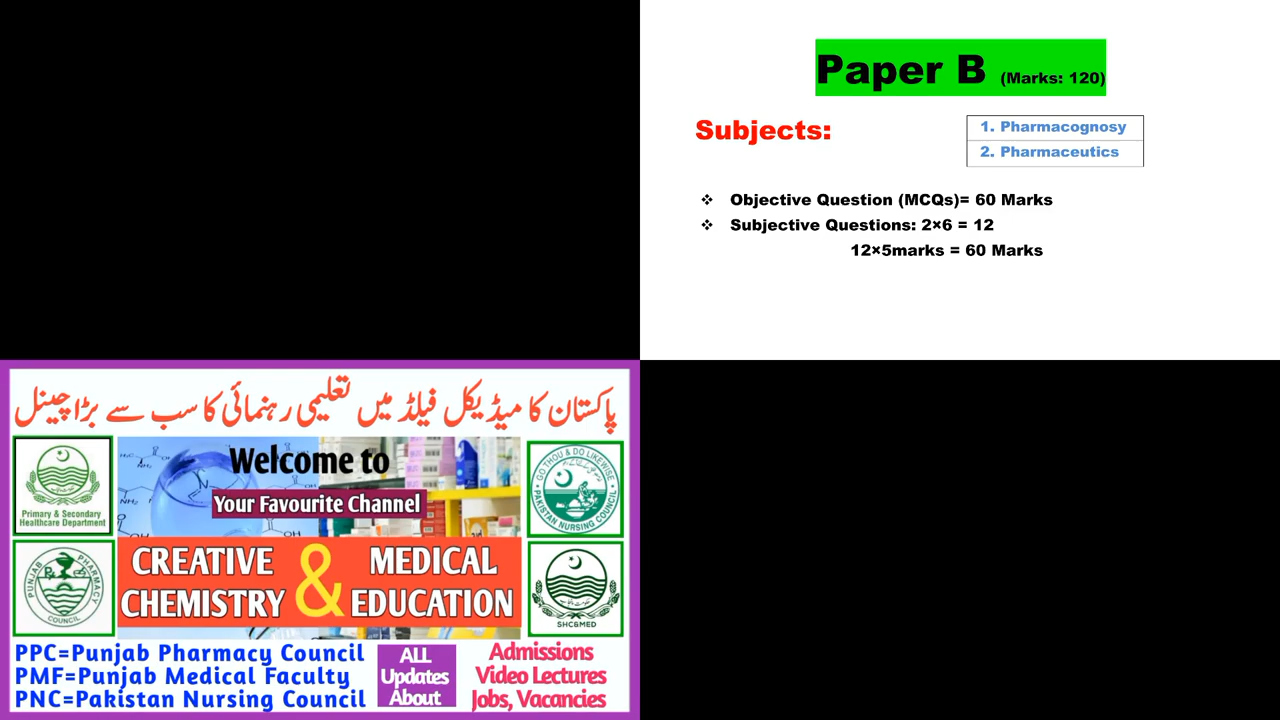 Paper B (Marks: 120)
Subjects:
1. Pharmacognosy
2. Pharmaceutics
❖ Objective Question (MCQs)= 60 Marks
❖ Subjective Questions: 2×6 = 12
12×5marks = 60 Marks
پاکستان کا میڈیکل فیلڈ میں تعلیمی رہنمائی کا سب سے بڑا چینل
Welcome to
Your Favourite Channel
CREATIVE CHEMISTRY & MEDICAL EDUCATION
Primary & Secondary
Healthcare Department
GO THOU & DO LIKEWISE
PAKISTAN NURSING COUNCIL
PUNJAB PHARMACY COUNCIL
SHC&MED
PPC=Punjab Pharmacy Council
PMF=Punjab Medical Faculty
PNC=Pakistan Nursing Council
ALL
Updates
About
Admissions
Video Lectures
Jobs, Vacancies